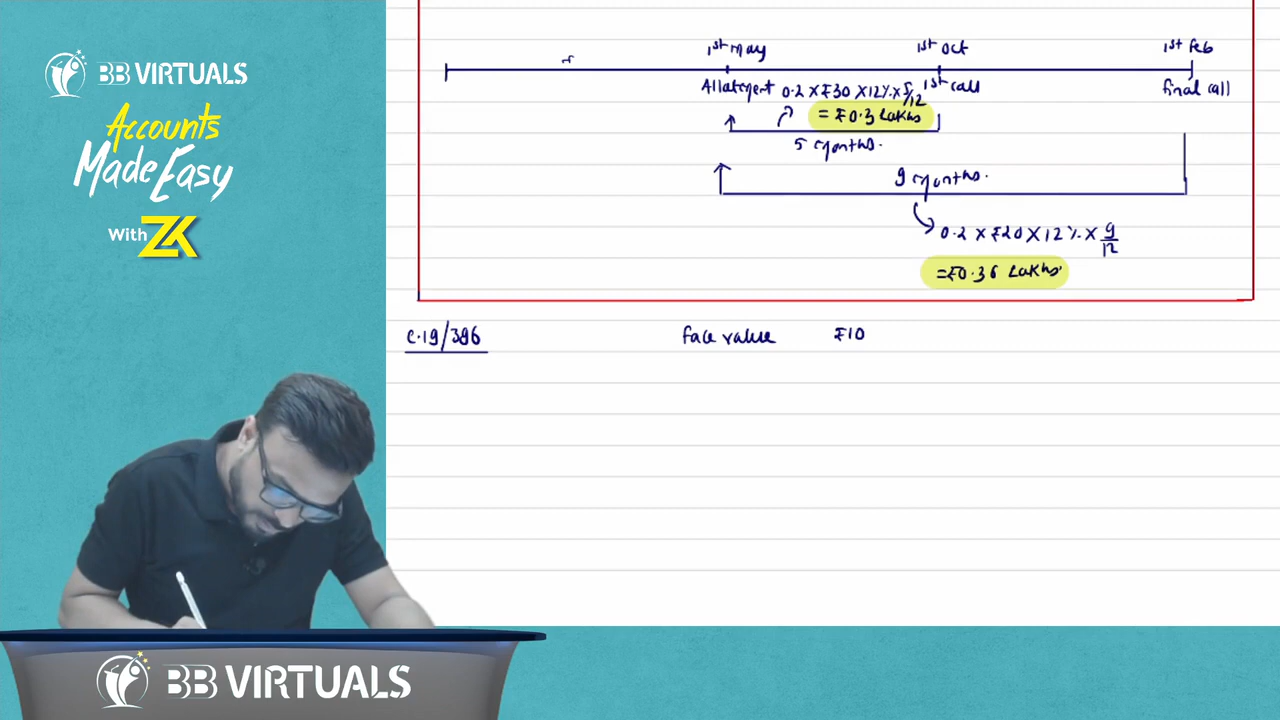 BB VIRTUALS
Accounts
Made Easy
With ZK
1st May
1st Oct
1st Feb
Allotment
0.2 x ₹30 x 12% x 5/12
1st call
final call
= ₹0.3 Lakhs
5 months.
9 months.
0.2 x ₹20 x 12% x 9/12
= ₹0.36 Lakhs.
face value ₹10
BB VIRTUALS